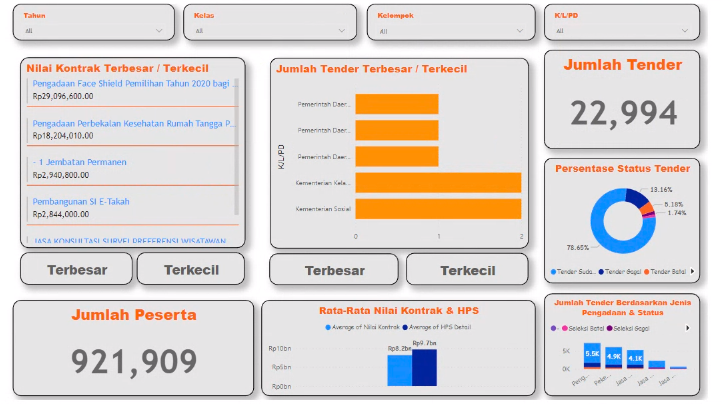 Tahun
All
Kelas
All
Kelompok
All
K/L/PD
All
Nilai Kontrak Terbesar / Terkecil
Pengadaan Face Shield Pemilihan Tahun 2020 bagi ...
Rp29,096,600.00
Pengadaan Perbekalan Kesehatan Rumah Tangga P...
Rp18,204,010.00
- 1 Jembatan Permanen
Rp2,940,800.00
Pembangunan SI E-Takah
Rp2,844,000.00
JASA KONSULTASI SURVEI PREFERENSI WISATAWAN
Terbesar
Terkecil
Jumlah Tender Terbesar / Terkecil
K/L/PD
Pemerintah Daer...
Pemerintah Daer...
Pemerintah Daer...
Kementerian Kela...
Kementerian Sosial
0
1
2
Terbesar
Terkecil
Jumlah Tender
22,994
Persentase Status Tender
13.16%
5.18%
1.74%
78.65%
Tender Suda...
Tender Gagal
Tender Batal
Jumlah Peserta
921,909
Rata-Rata Nilai Kontrak & HPS
Average of Nilai Kontrak
Average of HPS Detail
Rp10bn
Rp5bn
Rp0bn
Rp8.2bn
Rp9.7bn
Jumlah Tender Berdasarkan Jenis
Pengadaan & Status
Seleksi Batal
Seleksi Gagal
5K
0K
5.5K
4.9K
4.1K
Peng...
Peke...
Jasa ...
Jasa ...
Jasa ...